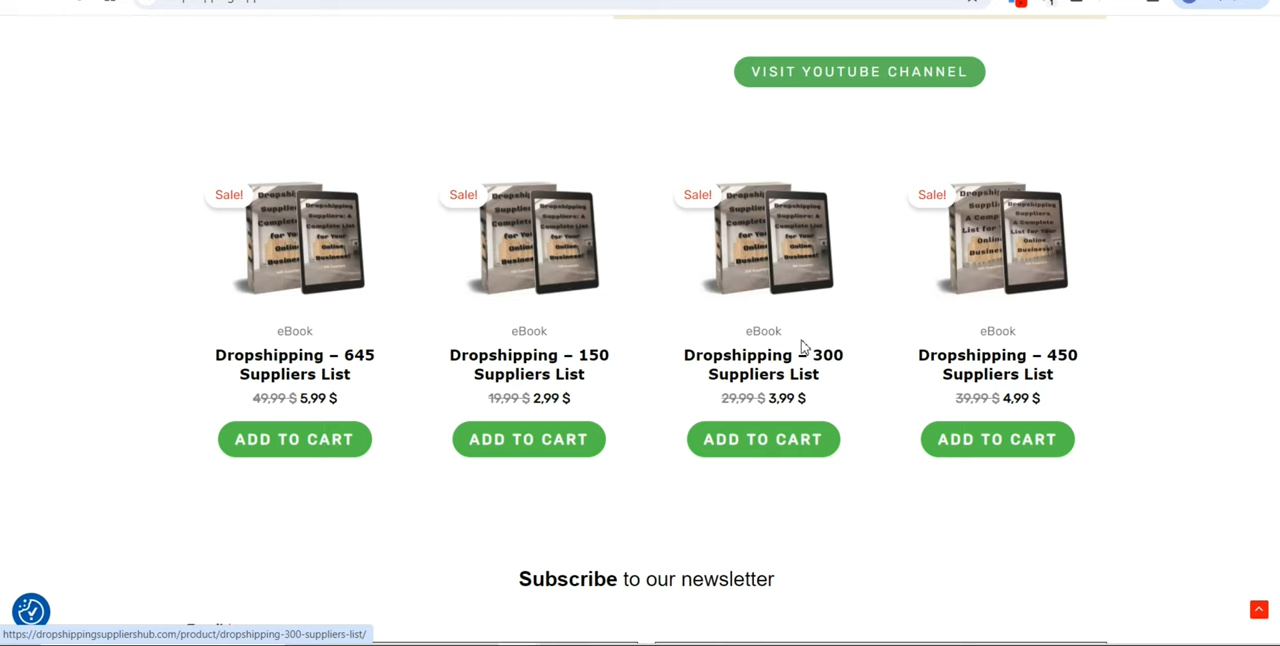 VISIT YOUTUBE CHANNEL
Sale!
Sale!
Sale!
Sale!
eBook
eBook
eBook
eBook
Dropshipping – 645
Suppliers List
Dropshipping – 150
Suppliers List
Dropshipping – 300
Suppliers List
Dropshipping – 450
Suppliers List
49,99 $ 5,99 $
19,99 $ 2,99 $
29,99 $ 3,99 $
39,99 $ 4,99 $
ADD TO CART
ADD TO CART
ADD TO CART
ADD TO CART
Subscribe to our newsletter
https://dropshippingsuppliershub.com/product/dropshipping-300-suppliers-list/